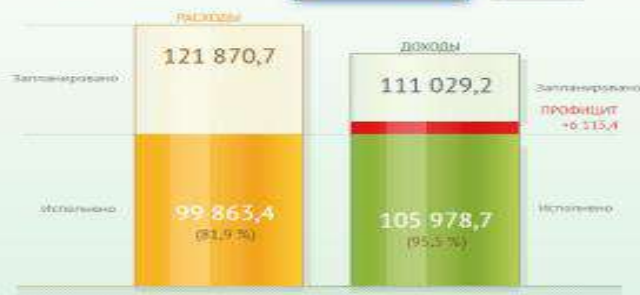 РАСХОДЫ
121 870,7
Запланировано
Исполнено
99 863,4
(81,9 %)
ДОХОДЫ
111 029,2
Запланировано
ПРОФИЦИТ
+6 115,4
105 978,7
(95,5 %)
Исполнено